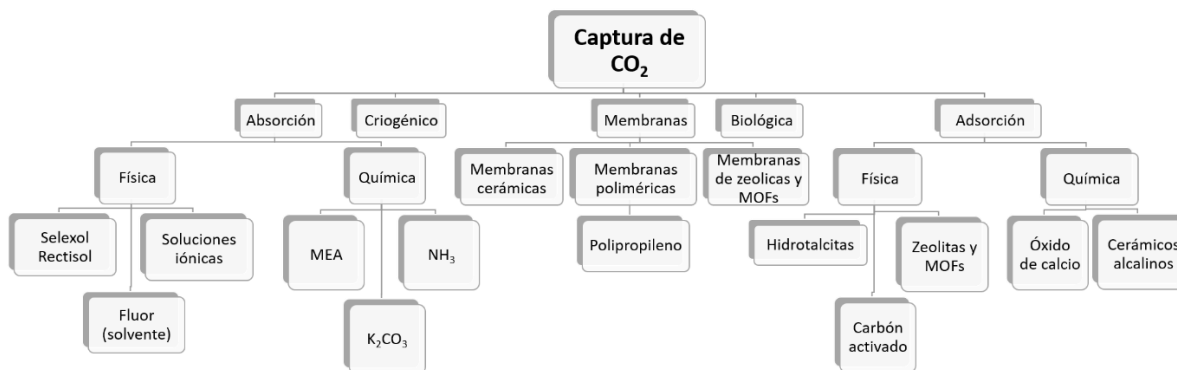 Captura de
CO₂
Absorción
Criogénico
Membranas
Biológica
Adsorción
Física
Química
Membranas
cerámicas
Membranas
poliméricas
Membranas
de zeolicas y
MOFs
Física
Química
Selexol
Rectisol
Soluciones
iónicas
MEA
NH₃
Polipropileno
Hidrotalcitas
Zeolitas y
MOFs
Óxido
de calcio
Cerámicos
alcalinos
Fluor
(solvente)
K₂CO₃
Carbón
activado